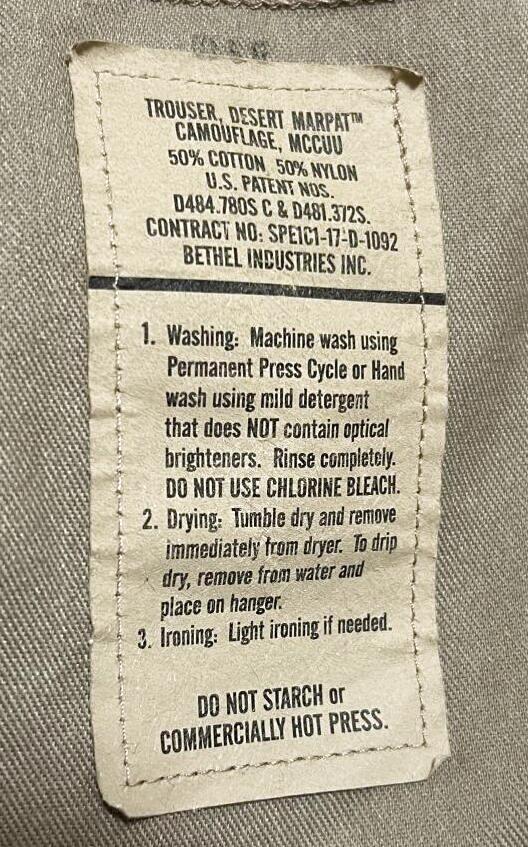 TROUSER, DESERT MARPAT™
CAMOUFLAGE, MCCUU
50% COTTON 50% NYLON
U.S. PATENT NOS.
D484.780S C & D481.372S.
CONTRACT NO: SPE1C1-17-D-1092
BETHEL INDUSTRIES INC.
1. Washing: Machine wash using
Permanent Press Cycle or Hand
wash using mild detergent
that does NOT contain optical
brighteners. Rinse completely.
DO NOT USE CHLORINE BLEACH.
2. Drying: Tumble dry and remove
immediately from dryer. To drip
dry, remove from water and
place on hanger.
3. Ironing: Light ironing if needed.
DO NOT STARCH or
COMMERCIALLY HOT PRESS.